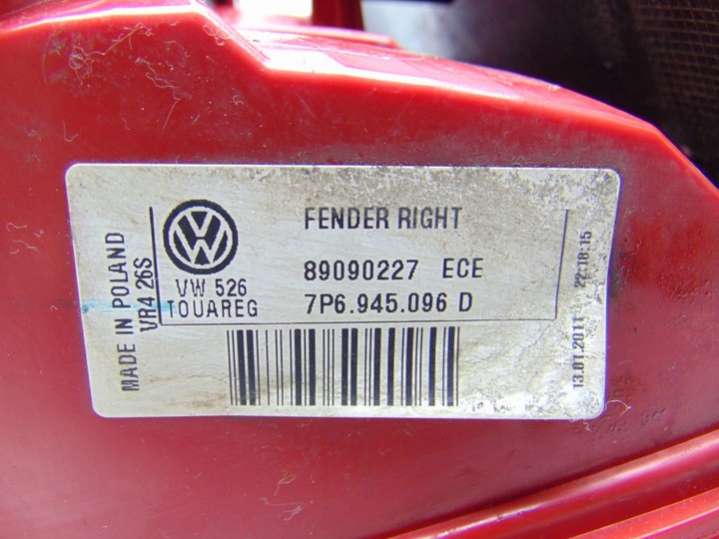 MADE IN POLAND
VR4 26S
VW 526
TOUAREG
FENDER RIGHT
89090227 ECE
7P6.945.096 D
13.01.2011 22:18:15